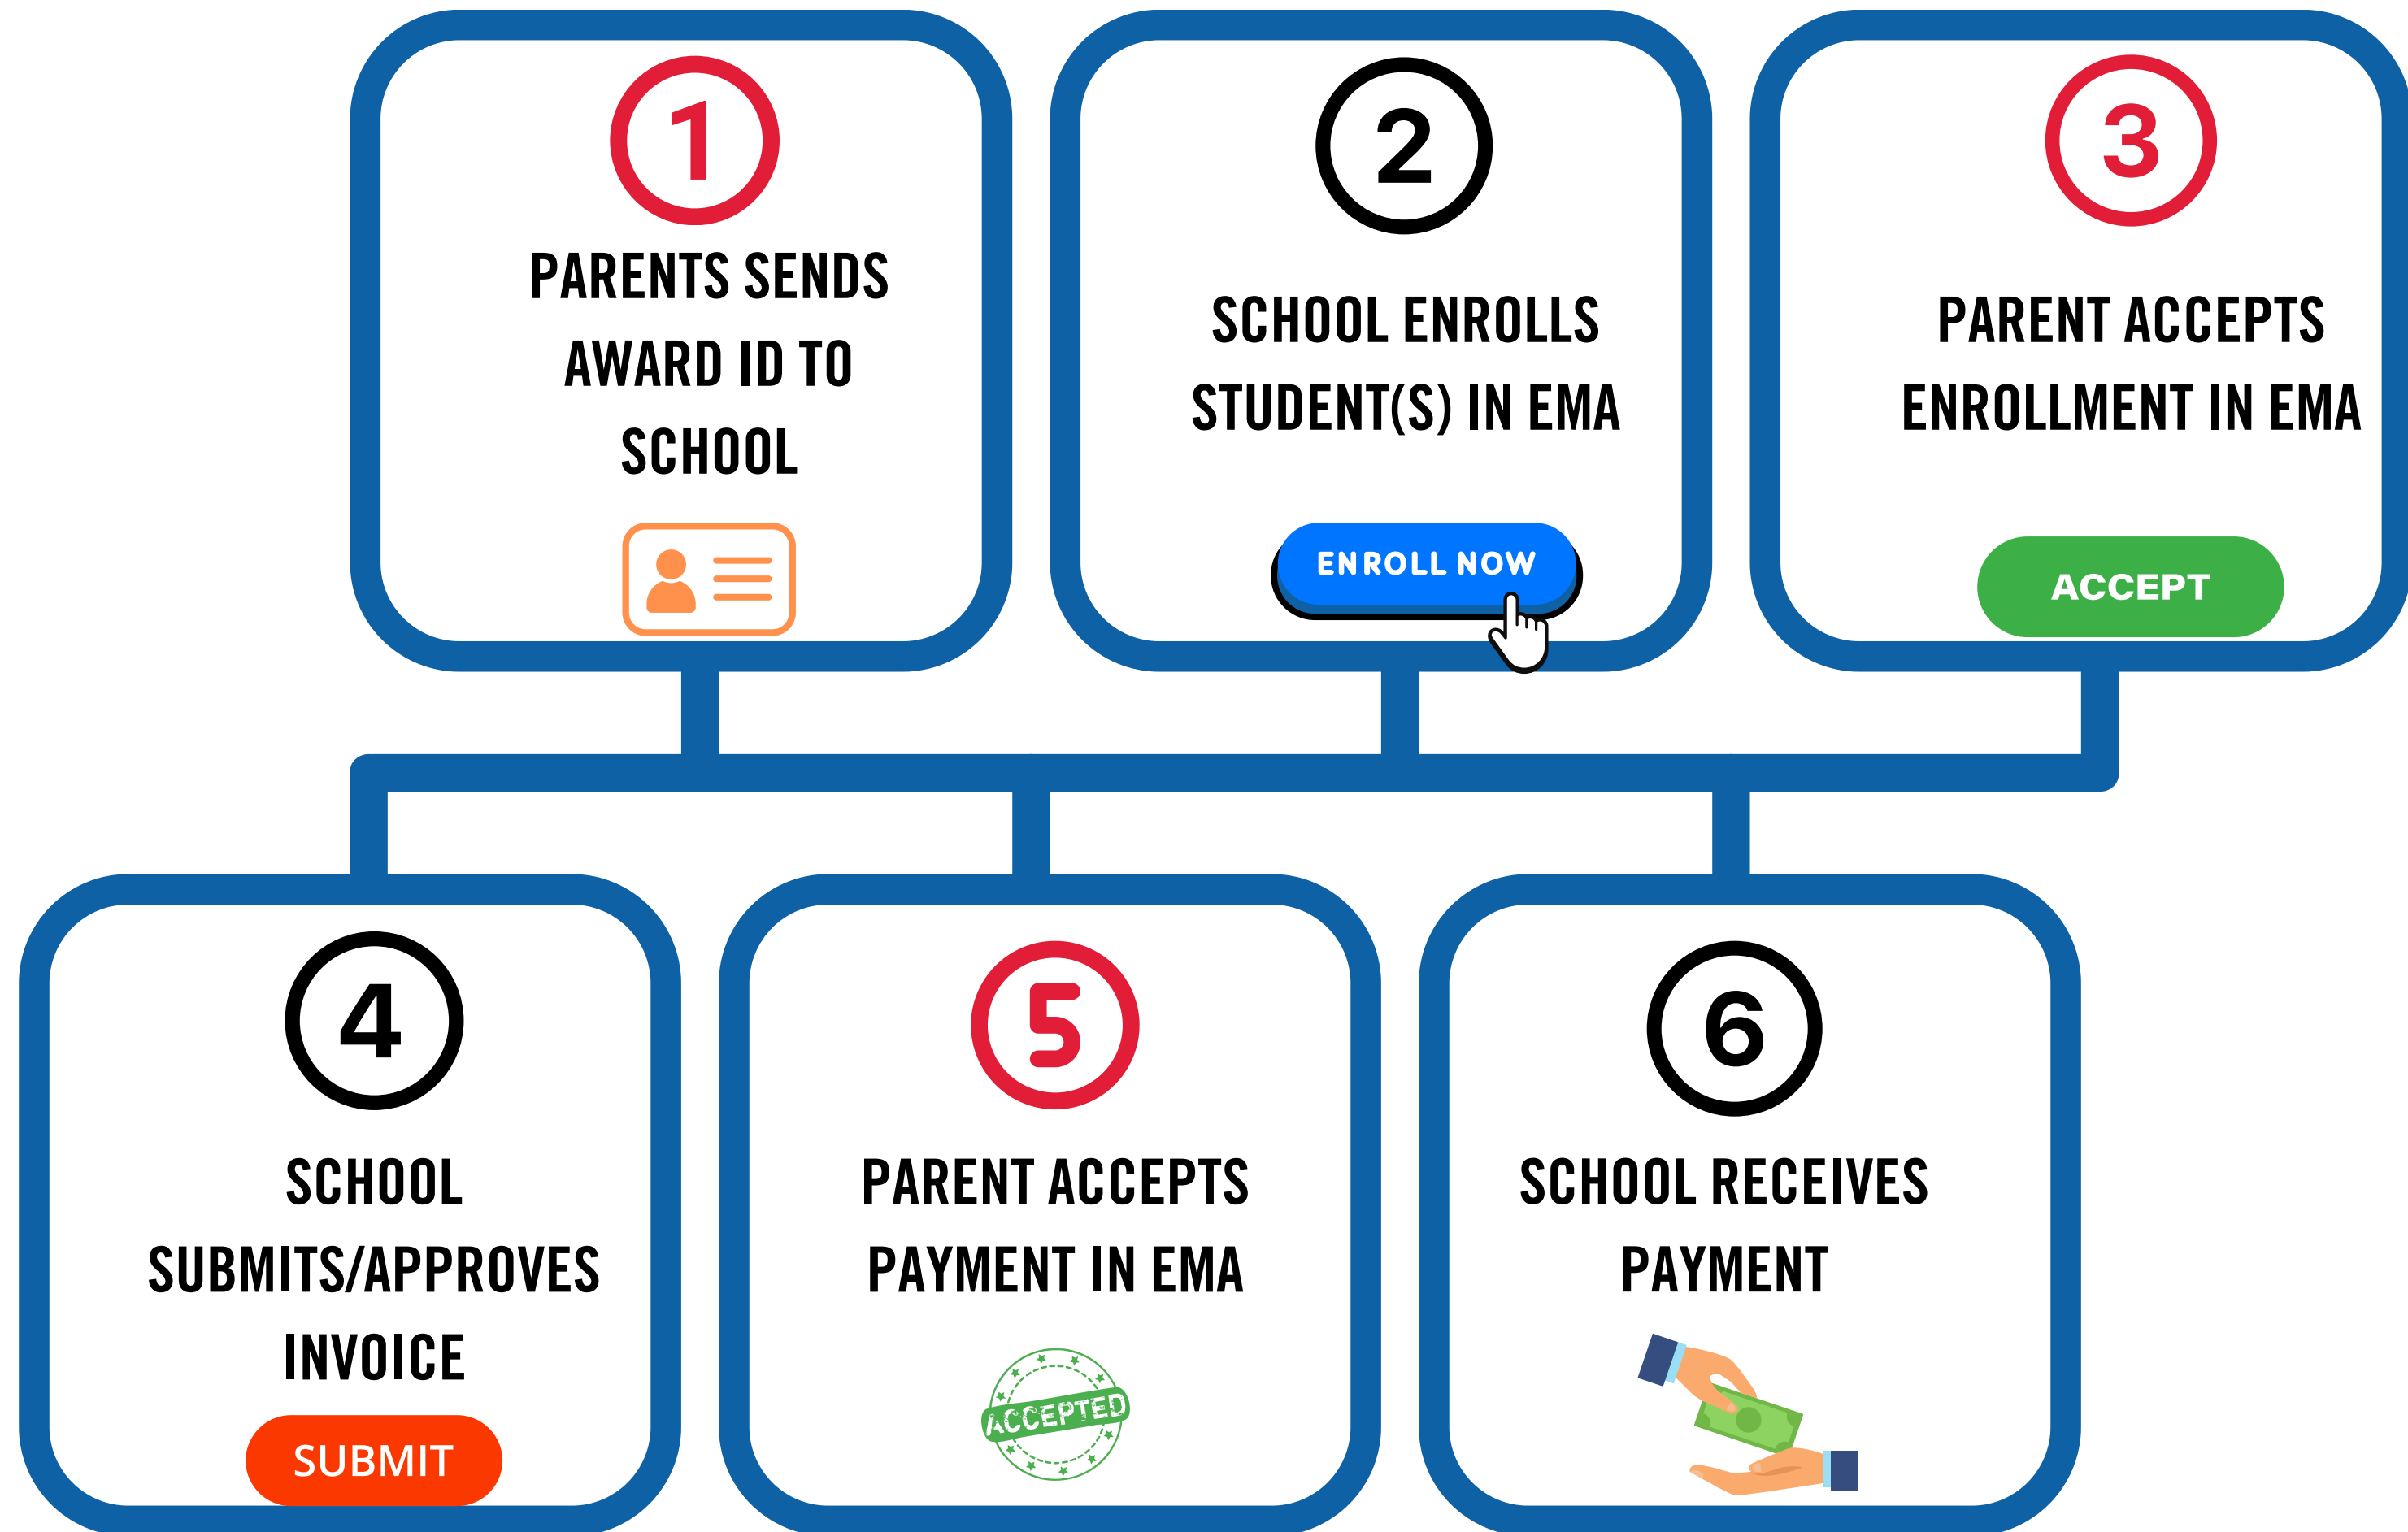 1
PARENTS SENDS
AWARD ID TO
SCHOOL
2
SCHOOL ENROLLS
STUDENT(S) IN EMA
ENROLL NOW
3
PARENT ACCEPTS
ENROLLMENT IN EMA
ACCEPT
4
SCHOOL
SUBMITS/APPROVES
INVOICE
SUBMIT
5
PARENT ACCEPTS
PAYMENT IN EMA
ACCEPTED
6
SCHOOL RECEIVES
PAYMENT